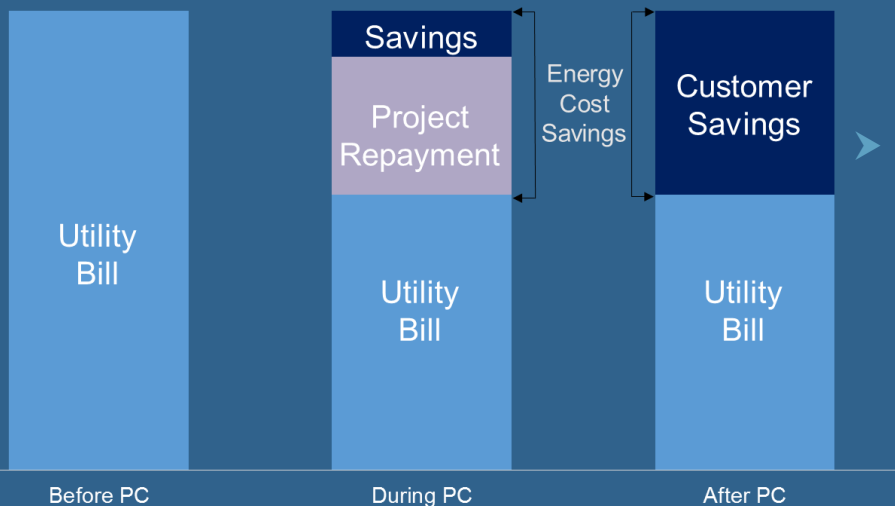 Utility
Bill
Savings
Project
Repayment
Utility
Bill
Energy
Cost
Savings
Customer
Savings
Utility
Bill
Before PC
During PC
After PC